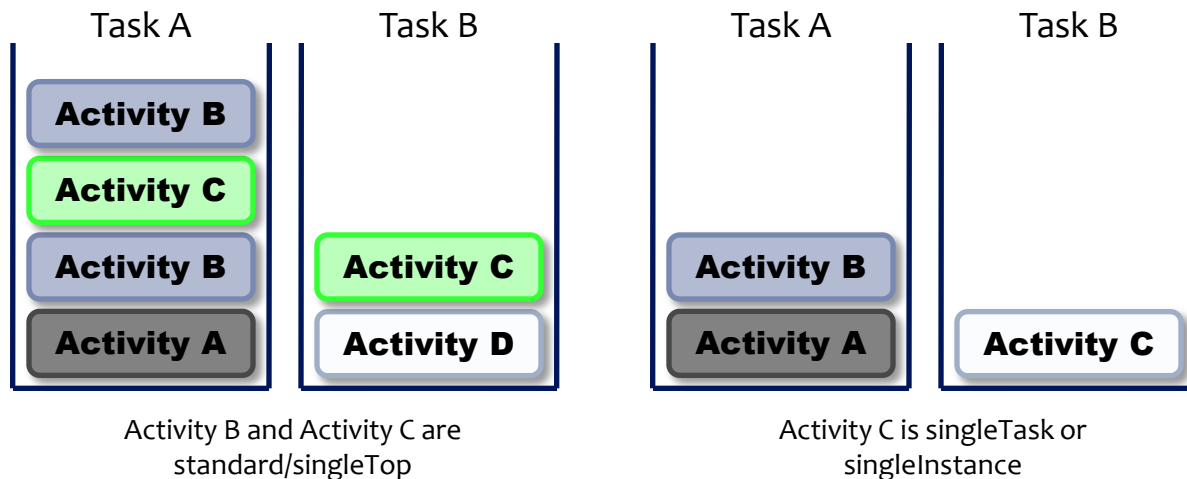 Task A
Task B
Activity B
Activity C
Activity B
Activity C
Activity A
Activity D
Activity B and Activity C are
standard/singleTop
Task A
Task B
Activity B
Activity A
Activity C
Activity C is singleTask or
singleInstance